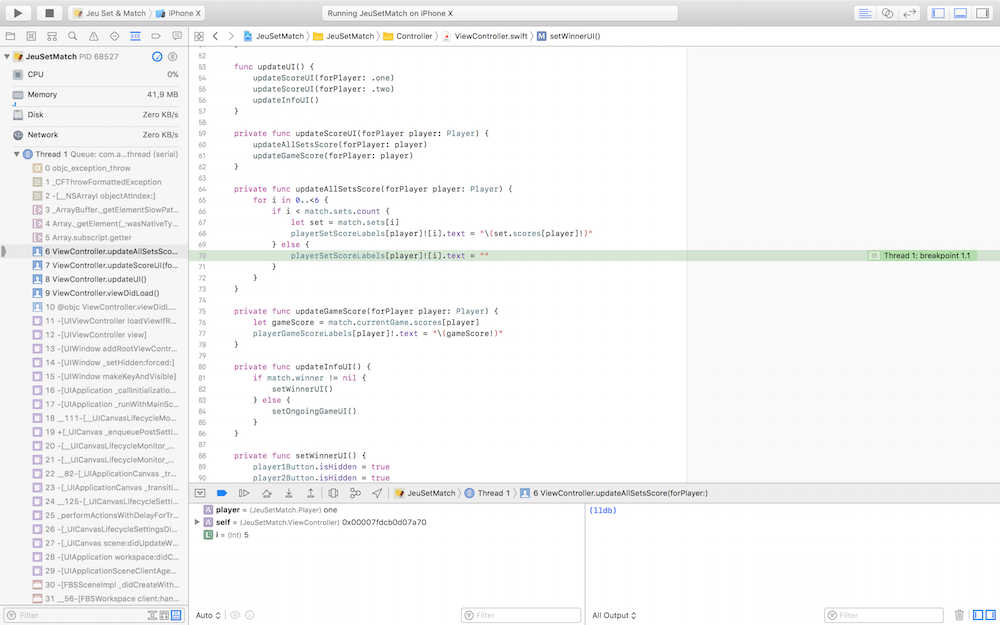 Jeu Set & Match 〉 iPhone X
Running JeuSetMatch on iPhone X
JeuSetMatch 〉 JeuSetMatch 〉 Controller 〉 ViewController.swift 〉 M setWinnerUI()
JeuSetMatch PID 68527
CPU 0%
Memory 41,9 MB
Disk Zero KB/s
Network Zero KB/s
Thread 1 Queue: com.a...thread (serial)
0 objc_exception_throw
1 _CFThrowFormattedException
2 -[__NSArrayI objectAtIndex:]
3 _ArrayBuffer._getElementSlowPat...
4 Array._getElement(_:wasNativeTy...
5 Array.subscript.getter
6 ViewController.updateAllSetsSco...
7 ViewController.updateScoreUI(fo...
8 ViewController.updateUI()
9 ViewController.viewDidLoad()
10 @objc ViewController.viewDidL...
11 -[UIViewController loadViewIfR...
12 -[UIViewController view]
13 -[UIWindow addRootViewContr...
14 -[UIWindow _setHidden:forced:]
15 -[UIWindow makeKeyAndVisible]
16 -[UIApplication _callInitializatio...
17 -[UIApplication _runWithMainSc...
18 __111-[__UICanvasLifecycleMo...
19 +[_UICanvas _enqueuePostSetti...
20 -[__UICanvasLifecycleMonitor_...
21 -[__UICanvasLifecycleMonitor_...
22 __82-[_UIApplicationCanvas _tr...
23 -[_UIApplicationCanvas _transiti...
24 __125-[_UICanvasLifecycleSetti...
25 _performActionsWithDelayForTr...
26 -[_UICanvasLifecycleSettingsDi...
27 -[_UICanvas scene:didUpdateW...
28 -[UIApplication workspace:didC...
29 -[UIApplicationSceneClientAgen...
30 -[FBSSceneImpl _didCreateWith...
31 __56-[FBSWorkspace client:han...
Filter
52
53 func updateUI() {
54 updateScoreUI(forPlayer: .one)
55 updateScoreUI(forPlayer: .two)
56 updateInfoUI()
57 }
58
59 private func updateScoreUI(forPlayer player: Player) {
60 updateAllSetsScore(forPlayer: player)
61 updateGameScore(forPlayer: player)
62 }
63
64 private func updateAllSetsScore(forPlayer player: Player) {
65 for i in 0..<6 {
66 if i < match.sets.count {
67 let set = match.sets[i]
68 playerSetScoreLabels[player]![i].text = "\(set.scores[player]!)"
69 } else {
70 playerSetScoreLabels[player]![i].text = "" Thread 1: breakpoint 1.1
71 }
72 }
73 }
74
75 private func updateGameScore(forPlayer player: Player) {
76 let gameScore = match.currentGame.scores[player]
77 playerGameScoreLabels[player]!.text = "\(gameScore!)"
78 }
79
80 private func updateInfoUI() {
81 if match.winner != nil {
82 setWinnerUI()
83 } else {
84 setOngoingGameUI()
85 }
86 }
87
88 private func setWinnerUI() {
89 player1Button.isHidden = true
90 player2Button.isHidden = true
JeuSetMatch 〉 Thread 1 〉 6 ViewController.updateAllSetsScore(forPlayer:)
A player = (JeuSetMatch.Player) one
A self = (JeuSetMatch.ViewController) 0x00007fdcb0d07a70
L i = (Int) 5
(lldb)
Auto Filter
All Output Filter